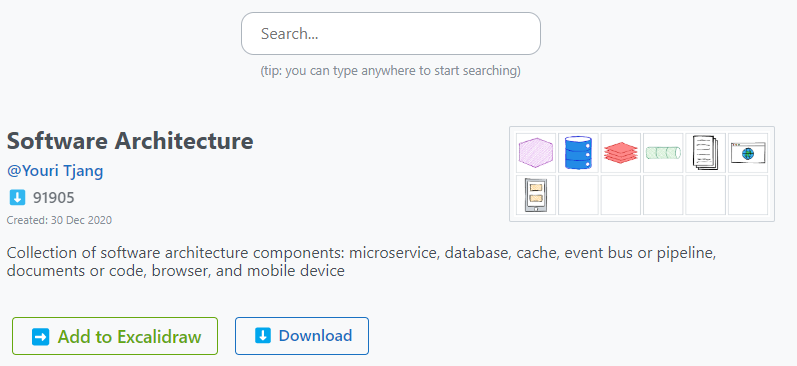 Search...
(tip: you can type anywhere to start searching)
Software Architecture
@Youri Tjang
91905
Created: 30 Dec 2020
Collection of software architecture components: microservice, database, cache, event bus or pipeline,
documents or code, browser, and mobile device
Add to Excalidraw
Download